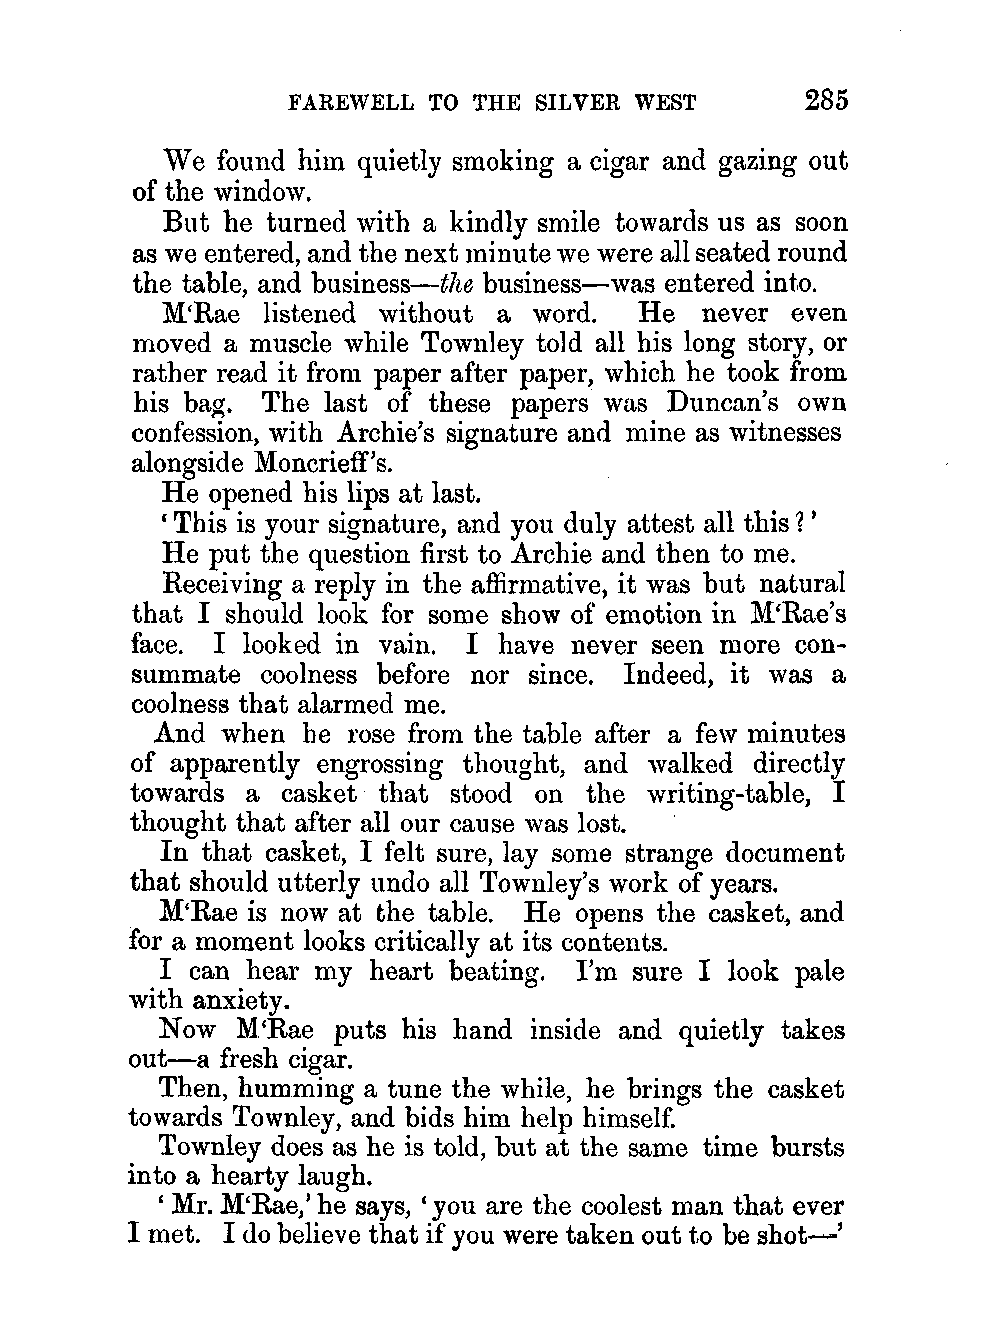 FAREWELL TO THE SILVER WEST 285
We found him quietly smoking a cigar and gazing out
of the window.
But he turned with a kindly smile towards us as soon
as we entered, and the next minute we were all seated round
the table, and business—the business—was entered into.
M‘Rae listened without a word. He never even
moved a muscle while Townley told all his long story, or
rather read it from paper after paper, which he took from
his bag. The last of these papers was Duncan’s own
confession, with Archie’s signature and mine as witnesses
alongside Moncrieff’s.
He opened his lips at last.
‘This is your signature, and you duly attest all this?’
He put the question first to Archie and then to me.
Receiving a reply in the affirmative, it was but natural
that I should look for some show of emotion in M‘Rae’s
face. I looked in vain. I have never seen more con-
summate coolness before nor since. Indeed, it was a
coolness that alarmed me.
And when he rose from the table after a few minutes
of apparently engrossing thought, and walked directly
towards a casket that stood on the writing-table, I
thought that after all our cause was lost.
In that casket, I felt sure, lay some strange document
that should utterly undo all Townley’s work of years.
M‘Rae is now at the table. He opens the casket, and
for a moment looks critically at its contents.
I can hear my heart beating. I’m sure I look pale
with anxiety.
Now M‘Rae puts his hand inside and quietly takes
out—a fresh cigar.
Then, humming a tune the while, he brings the casket
towards Townley, and bids him help himself.
Townley does as he is told, but at the same time bursts
into a hearty laugh.
‘Mr. M‘Rae,’ he says, ‘you are the coolest man that ever
I met. I do believe that if you were taken out to be shot—’